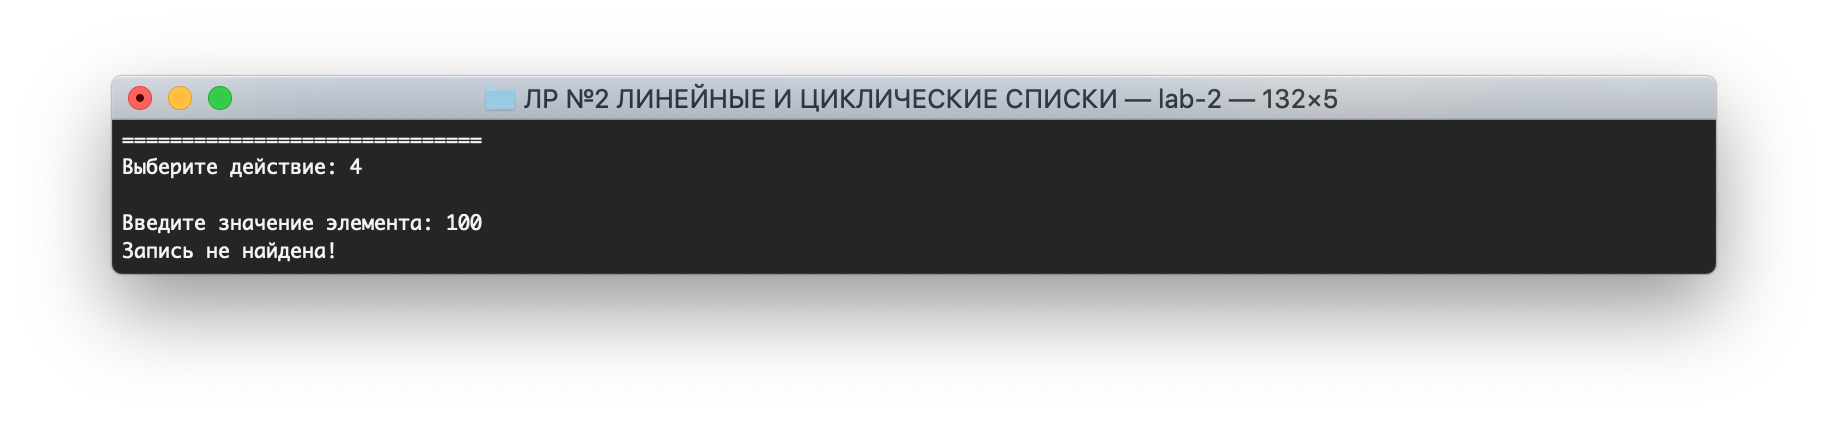 ЛР №2 ЛИНЕЙНЫЕ И ЦИКЛИЧЕСКИЕ СПИСКИ — lab-2 — 132×5
==============================
Выберите действие: 4
Введите значение элемента: 100
Запись не найдена!